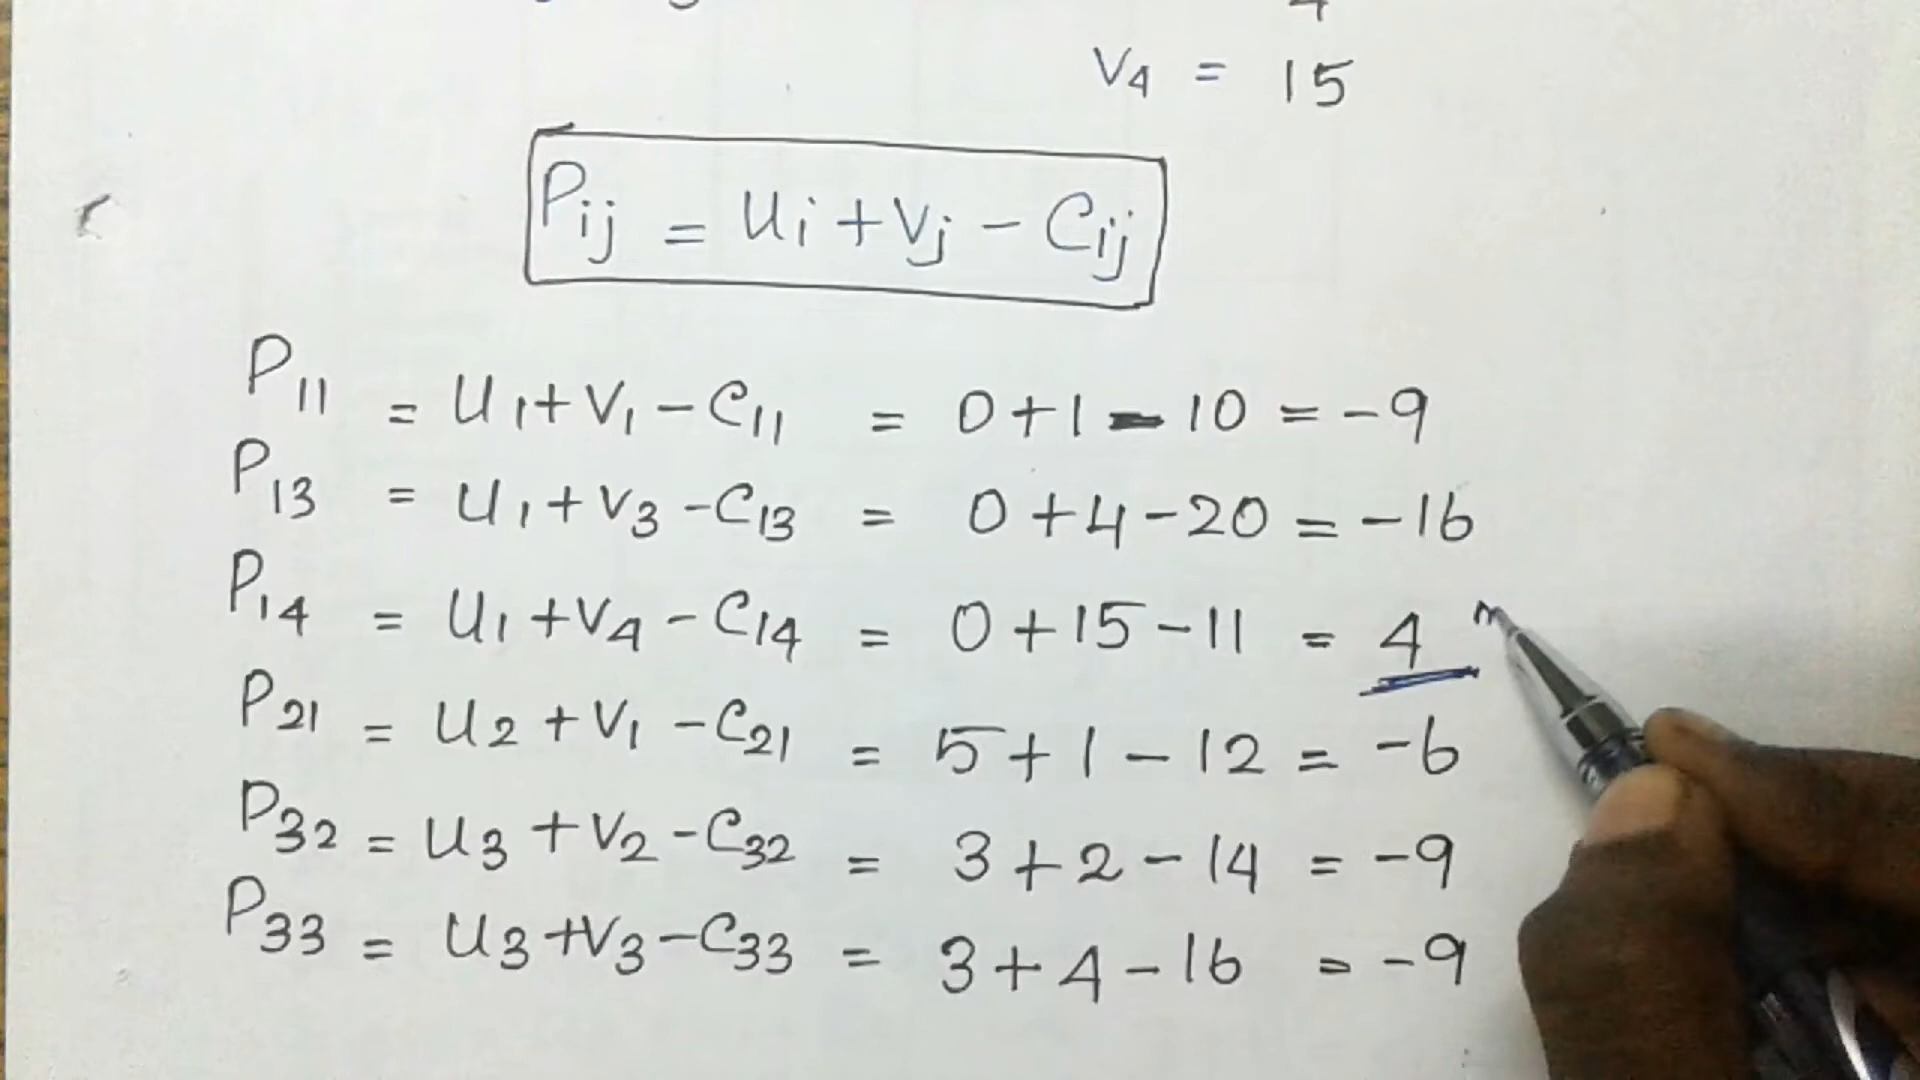 V4 = 15
Pij = Ui + Vj - Cij
P11 = U1 + V1 - C11 = 0 + 1 - 10 = -9
P13 = U1 + V3 - C13 = 0 + 4 - 20 = -16
P14 = U1 + V4 - C14 = 0 + 15 - 11 = 4
P21 = U2 + V1 - C21 = 5 + 1 - 12 = -6
P32 = U3 + V2 - C32 = 3 + 2 - 14 = -9
P33 = U3 + V3 - C33 = 3 + 4 - 16 = -9